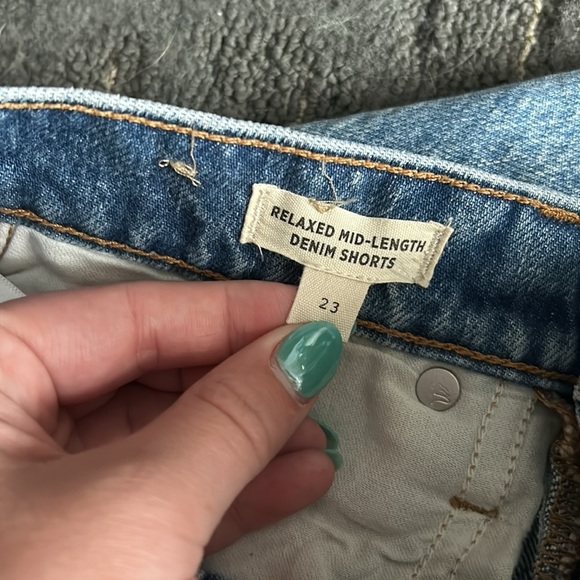 RELAXED MID-LENGTH
DENIM SHORTS
23